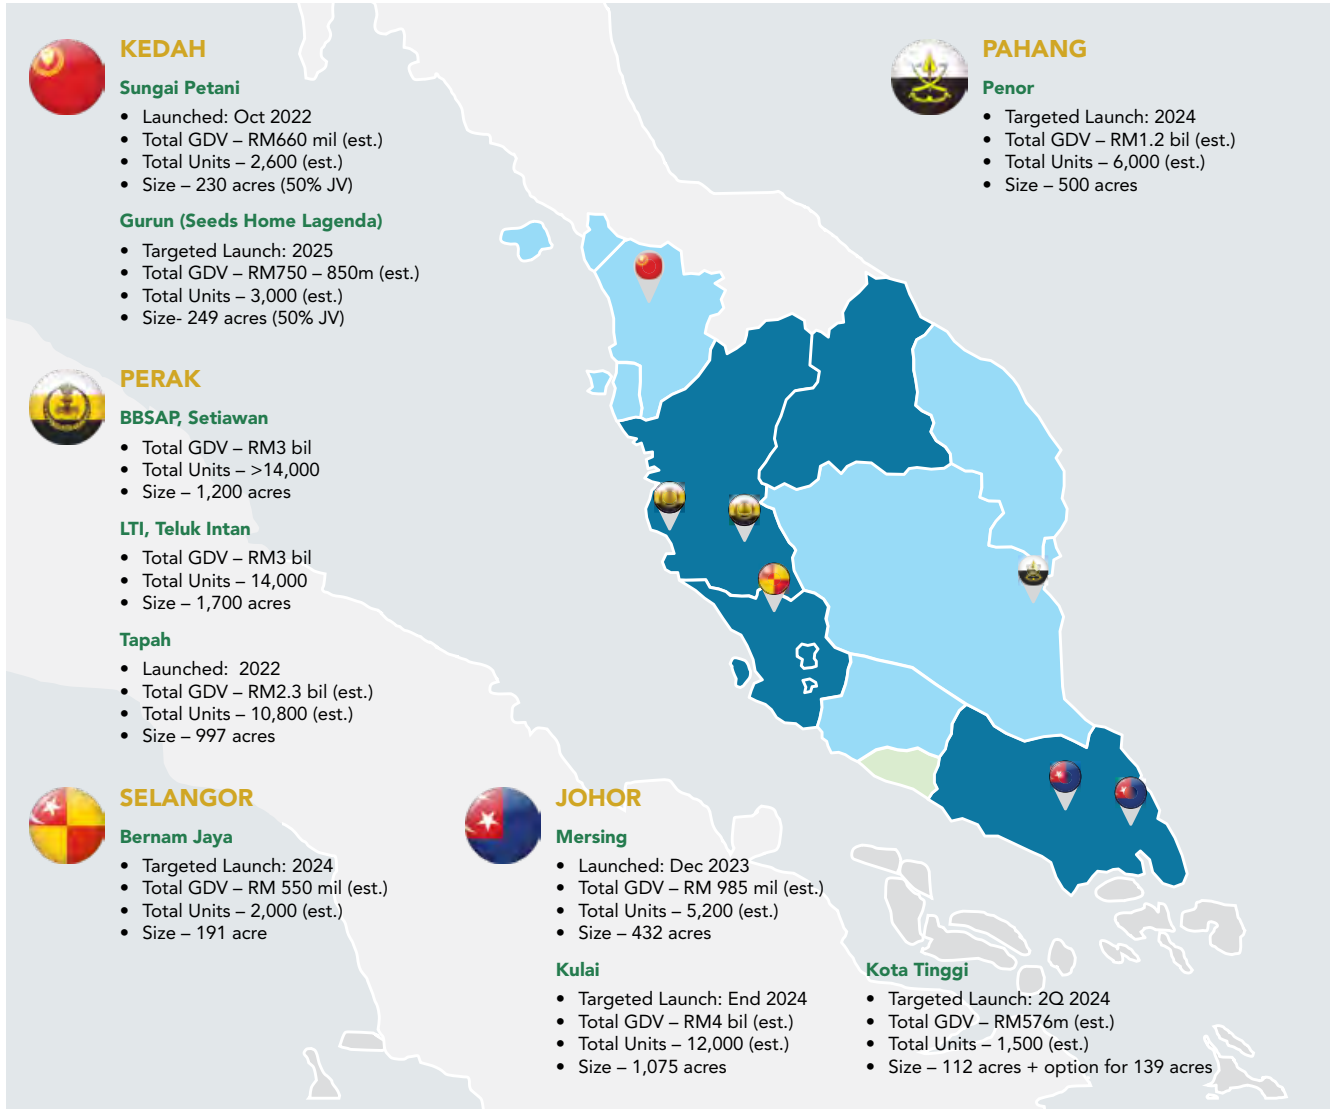 KEDAH
Sungai Petani
• Launched: Oct 2022
• Total GDV – RM660 mil (est.)
• Total Units – 2,600 (est.)
• Size – 230 acres (50% JV)
Gurun (Seeds Home Lagenda)
• Targeted Launch: 2025
• Total GDV – RM750 – 850m (est.)
• Total Units – 3,000 (est.)
• Size- 249 acres (50% JV)
PERAK
BBSAP, Setiawan
• Total GDV – RM3 bil
• Total Units – >14,000
• Size – 1,200 acres
LTI, Teluk Intan
• Total GDV – RM3 bil
• Total Units – 14,000
• Size – 1,700 acres
Tapah
• Launched: 2022
• Total GDV – RM2.3 bil (est.)
• Total Units – 10,800 (est.)
• Size – 997 acres
SELANGOR
Bernam Jaya
• Targeted Launch: 2024
• Total GDV – RM 550 mil (est.)
• Total Units – 2,000 (est.)
• Size – 191 acre
PAHANG
Penor
• Targeted Launch: 2024
• Total GDV – RM1.2 bil (est.)
• Total Units – 6,000 (est.)
• Size – 500 acres
JOHOR
Mersing
• Launched: Dec 2023
• Total GDV – RM 985 mil (est.)
• Total Units – 5,200 (est.)
• Size – 432 acres
Kulai
• Targeted Launch: End 2024
• Total GDV – RM4 bil (est.)
• Total Units – 12,000 (est.)
• Size – 1,075 acres
Kota Tinggi
• Targeted Launch: 2Q 2024
• Total GDV – RM576m (est.)
• Total Units – 1,500 (est.)
• Size – 112 acres + option for 139 acres